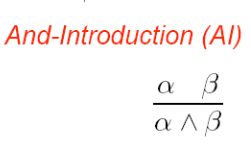 And-Introduction (AI)
α β
α ∧ β